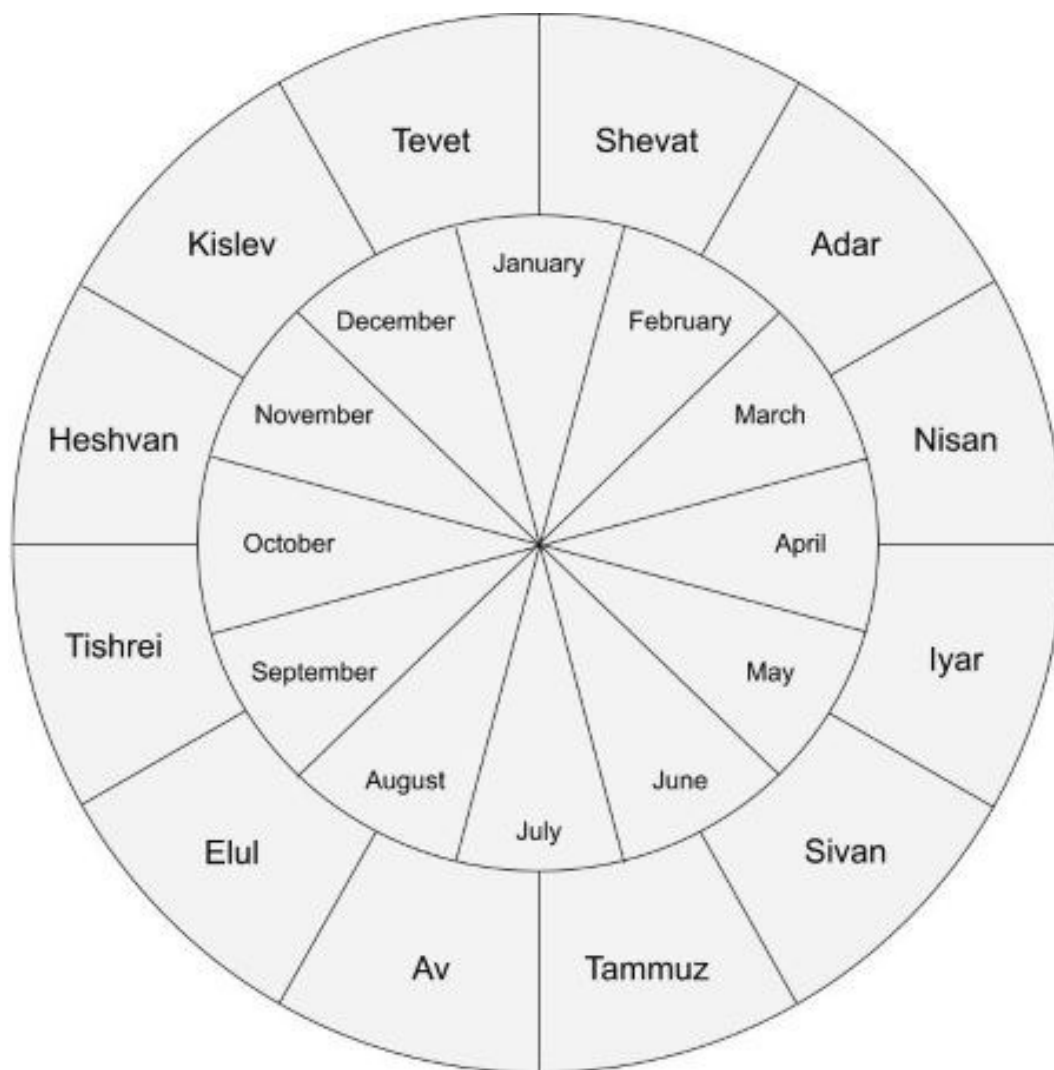 Tevet
Shevat
Adar
Nisan
Iyar
Sivan
Tammuz
Av
Elul
Tishrei
Heshvan
Kislev
January
February
March
April
May
June
July
August
September
October
November
December